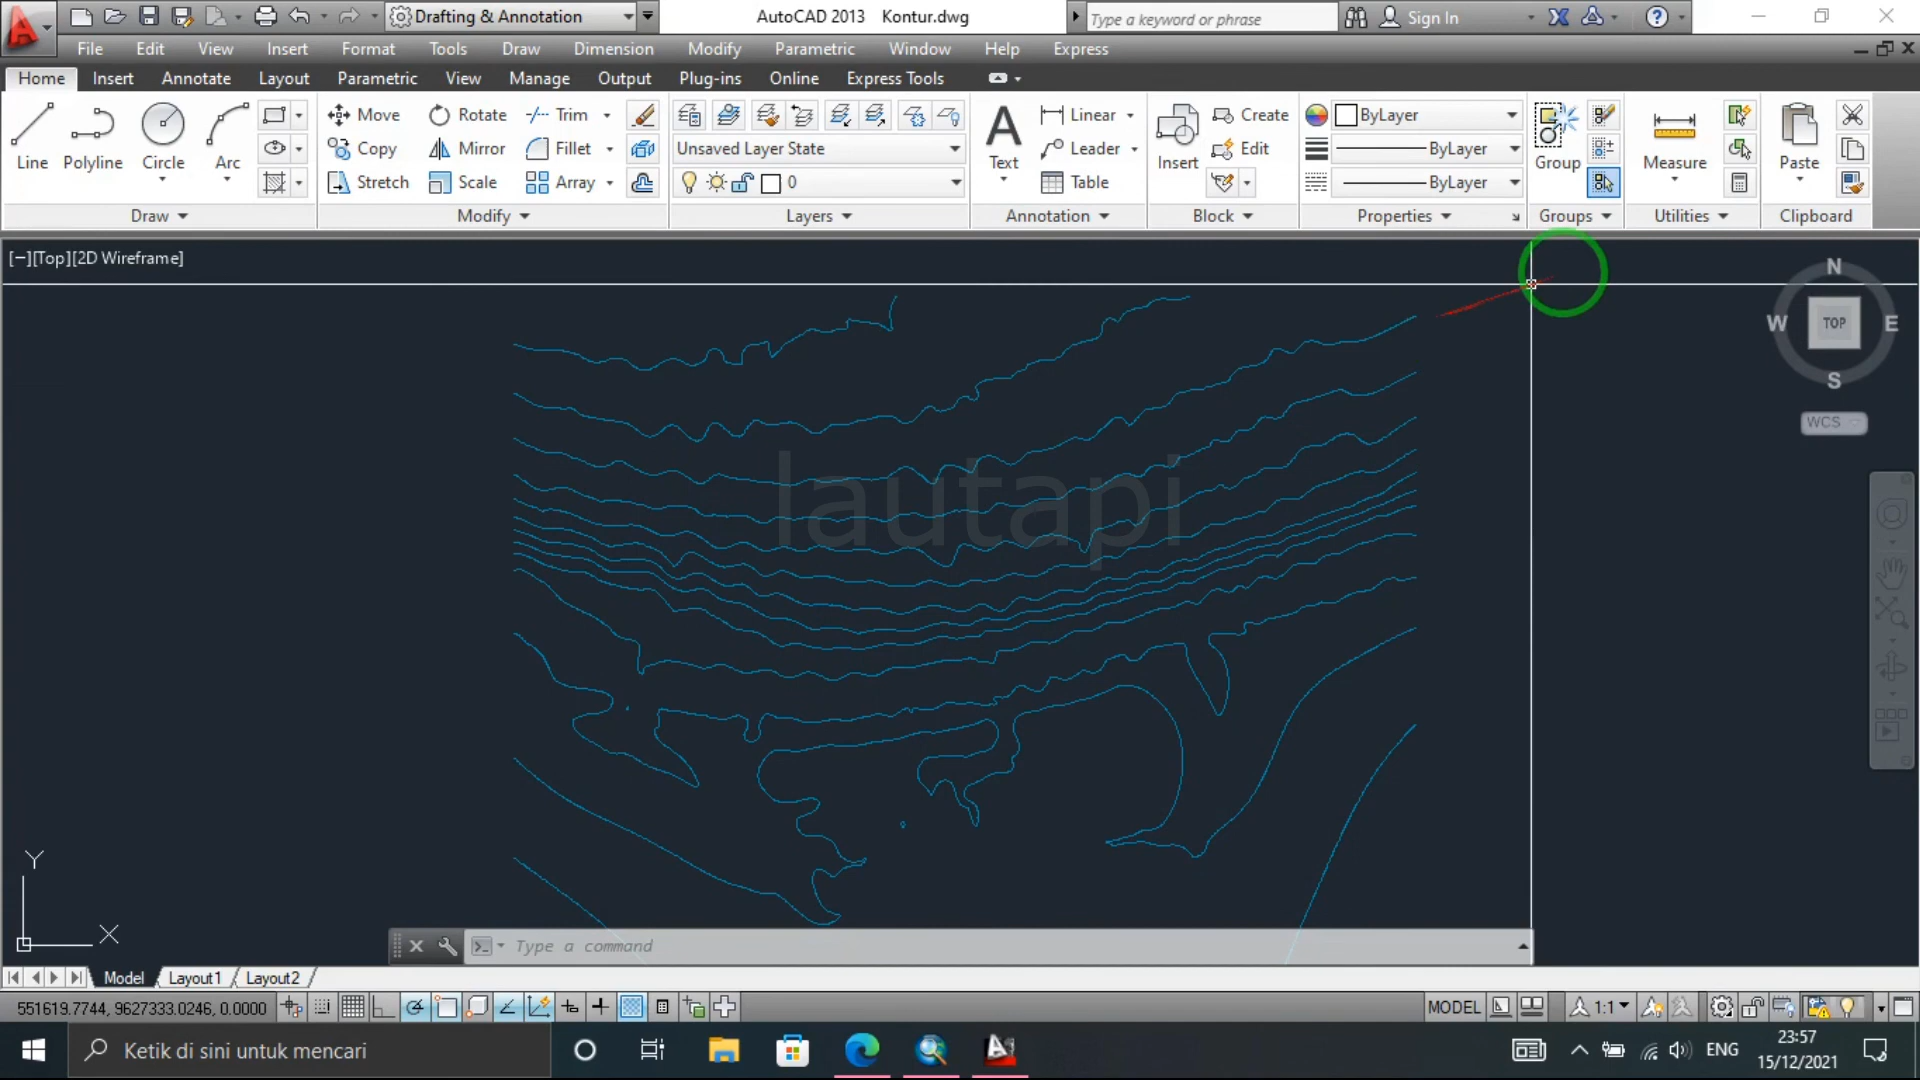 Drafting & Annotation
AutoCAD 2013 Kontur.dwg
Type a keyword or phrase
Sign In
File Edit View Insert Format Tools Draw Dimension Modify Parametric Window Help Express
Home Insert Annotate Layout Parametric View Manage Output Plug-ins Online Express Tools
Line Polyline Circle Arc
Draw
Move Rotate Trim
Copy Mirror Fillet
Stretch Scale Array
Modify
Unsaved Layer State
0
Layers
Text
Linear
Leader
Table
Annotation
Insert
Create
Edit
Block
ByLayer
ByLayer
ByLayer
Properties
Group
Groups
Measure
Utilities
Paste
Clipboard
[−][Top][2D Wireframe]
N
W TOP E
S
WCS
lautapi
Y
X
Type a command
Model Layout1 Layout2
551619.7744, 9627333.0246, 0.0000
MODEL
1:1
Ketik di sini untuk mencari
ENG
23:57
15/12/2021